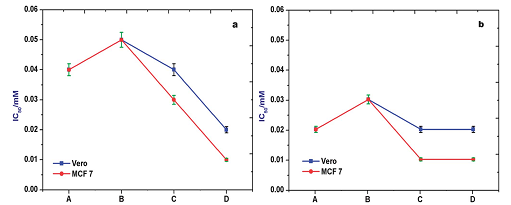 a
0.06
0.05
0.04
0.03
0.02
0.01
0.00
IC50/mM
Vero
MCF 7
A B C D
b
0.06
0.05
0.04
0.03
0.02
0.01
0.00
IC50/mM
Vero
MCF 7
A B C D